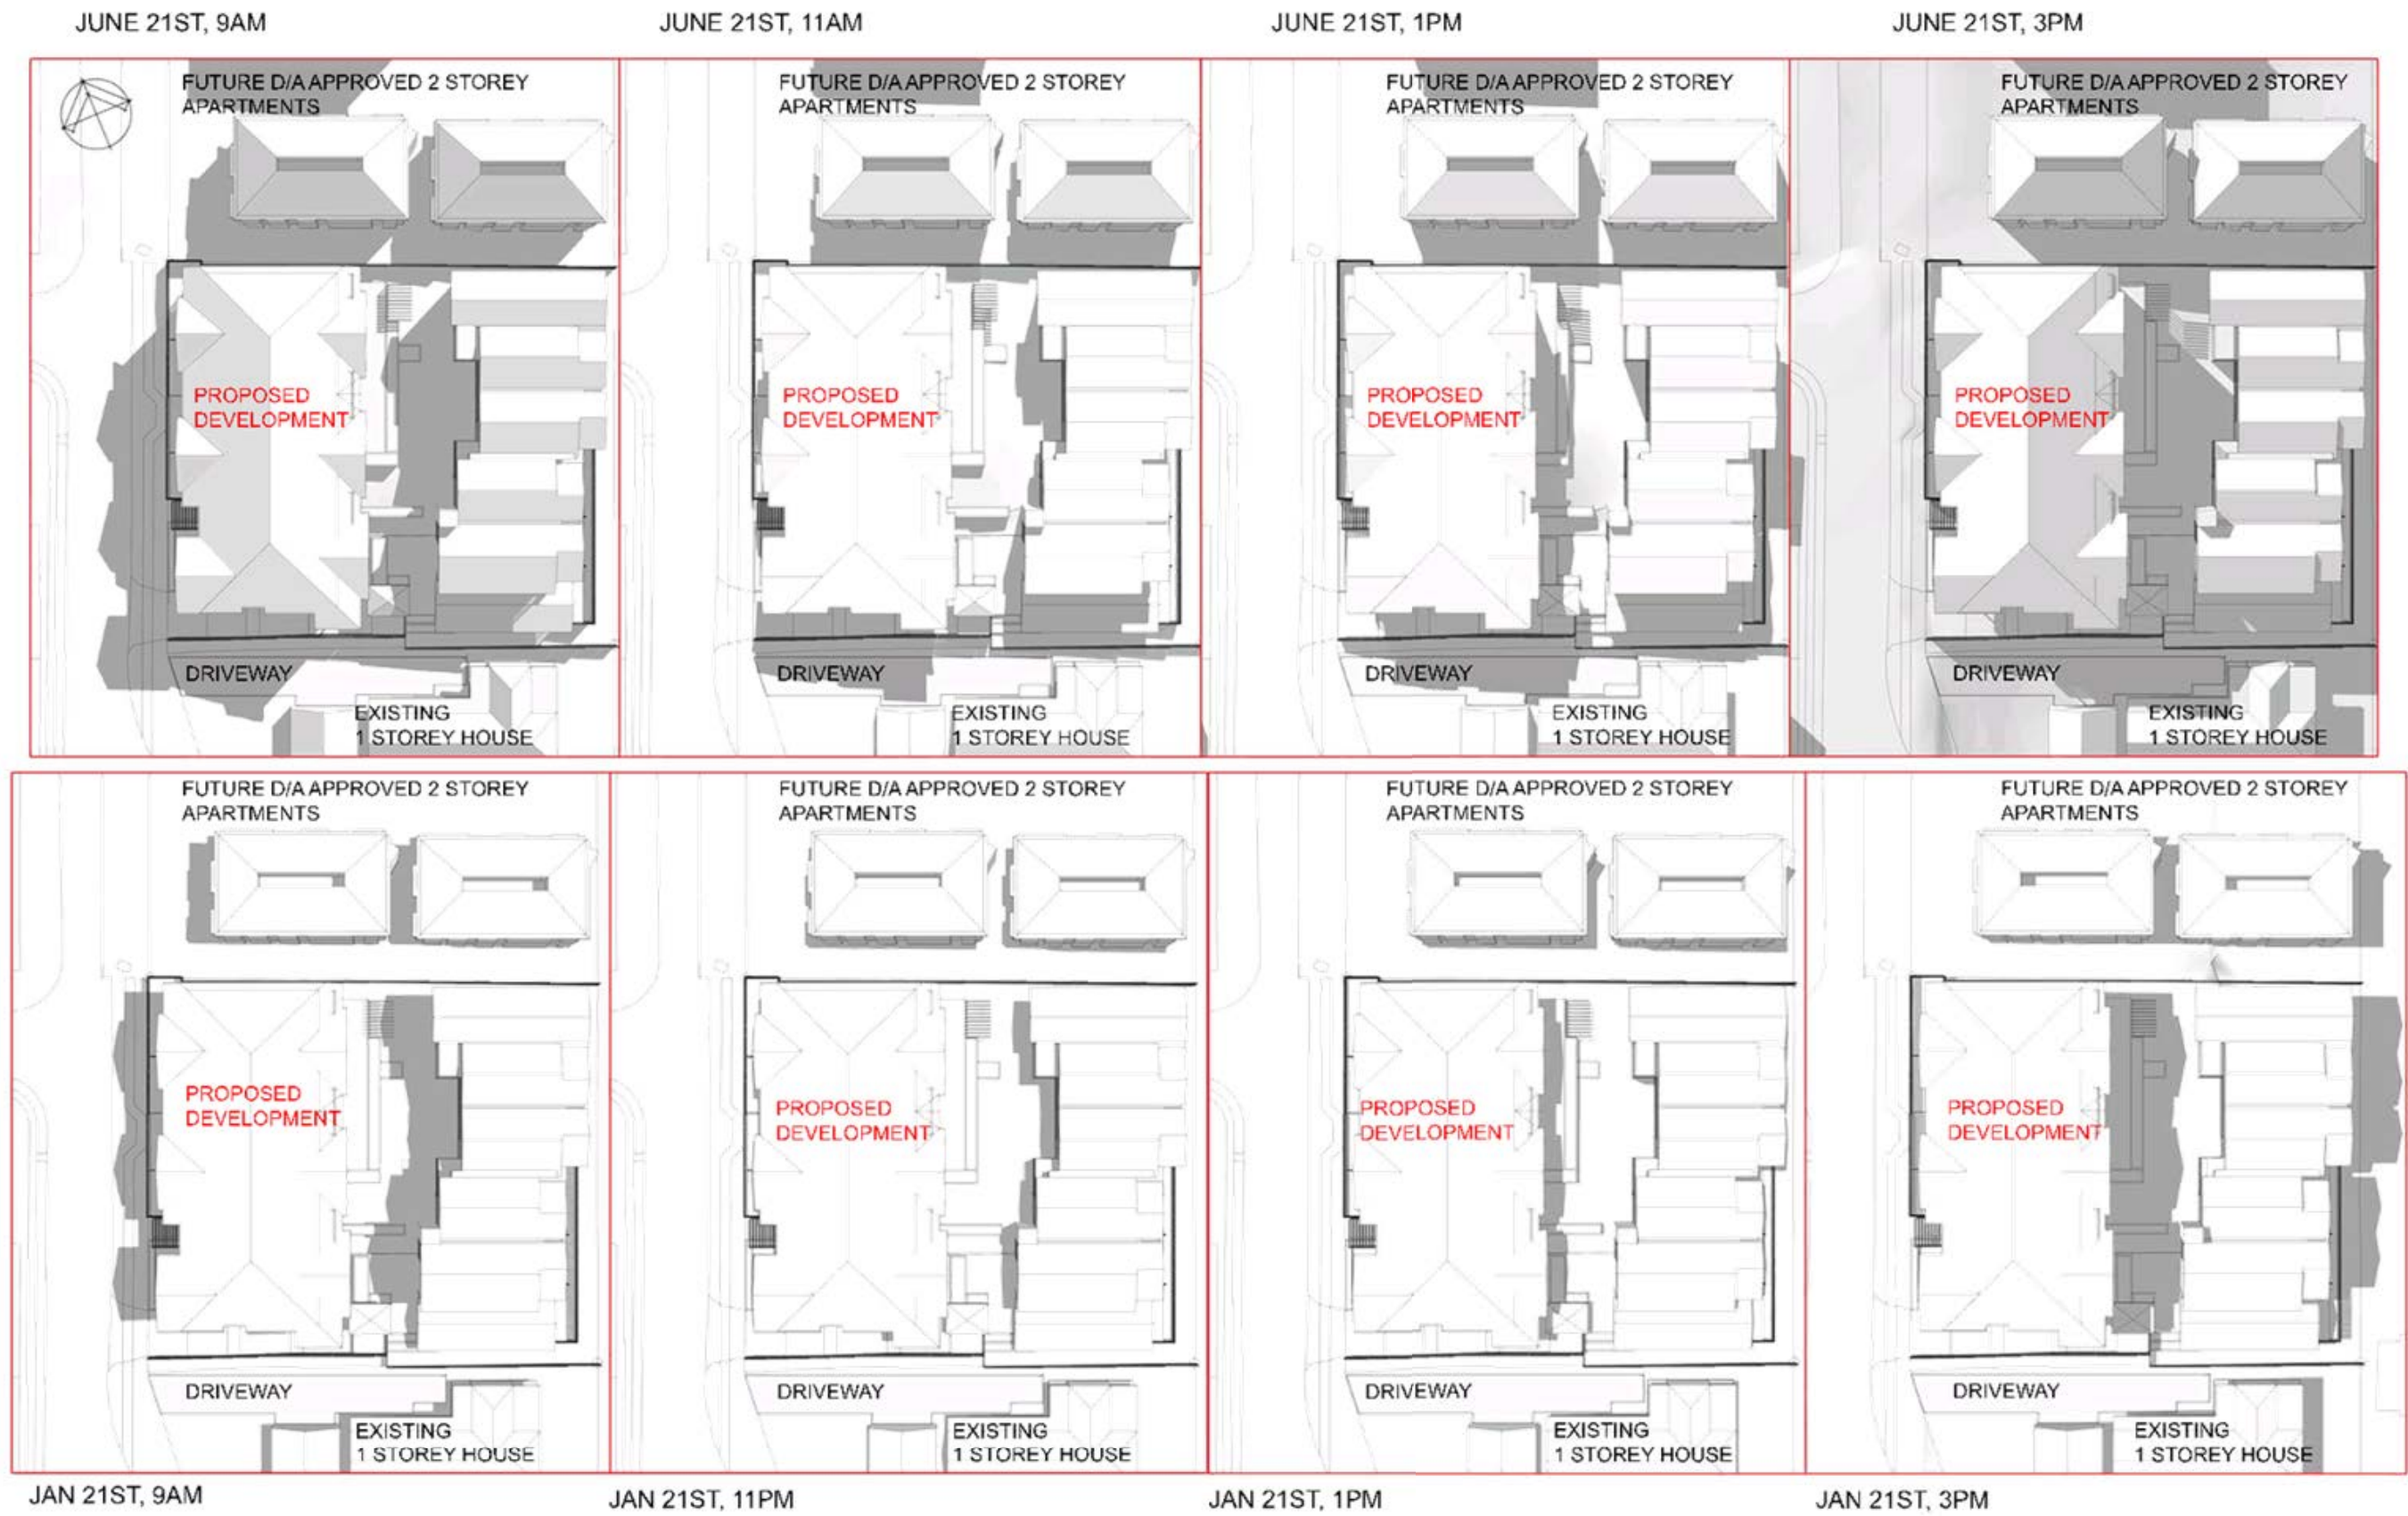 JUNE 21ST, 9AM
JUNE 21ST, 11AM
JUNE 21ST, 1PM
JUNE 21ST, 3PM
FUTURE D/A APPROVED 2 STOREY
APARTMENTS
PROPOSED
DEVELOPMENT
DRIVEWAY
EXISTING
1 STOREY HOUSE
FUTURE D/A APPROVED 2 STOREY
APARTMENTS
PROPOSED
DEVELOPMENT
DRIVEWAY
EXISTING
1 STOREY HOUSE
FUTURE D/A APPROVED 2 STOREY
APARTMENTS
PROPOSED
DEVELOPMENT
DRIVEWAY
EXISTING
1 STOREY HOUSE
FUTURE D/A APPROVED 2 STOREY
APARTMENTS
PROPOSED
DEVELOPMENT
DRIVEWAY
EXISTING
1 STOREY HOUSE
FUTURE D/A APPROVED 2 STOREY
APARTMENTS
PROPOSED
DEVELOPMENT
DRIVEWAY
EXISTING
1 STOREY HOUSE
FUTURE D/A APPROVED 2 STOREY
APARTMENTS
PROPOSED
DEVELOPMENT
DRIVEWAY
EXISTING
1 STOREY HOUSE
FUTURE D/A APPROVED 2 STOREY
APARTMENTS
PROPOSED
DEVELOPMENT
DRIVEWAY
EXISTING
1 STOREY HOUSE
FUTURE D/A APPROVED 2 STOREY
APARTMENTS
PROPOSED
DEVELOPMENT
DRIVEWAY
EXISTING
1 STOREY HOUSE
JAN 21ST, 9AM
JAN 21ST, 11PM
JAN 21ST, 1PM
JAN 21ST, 3PM